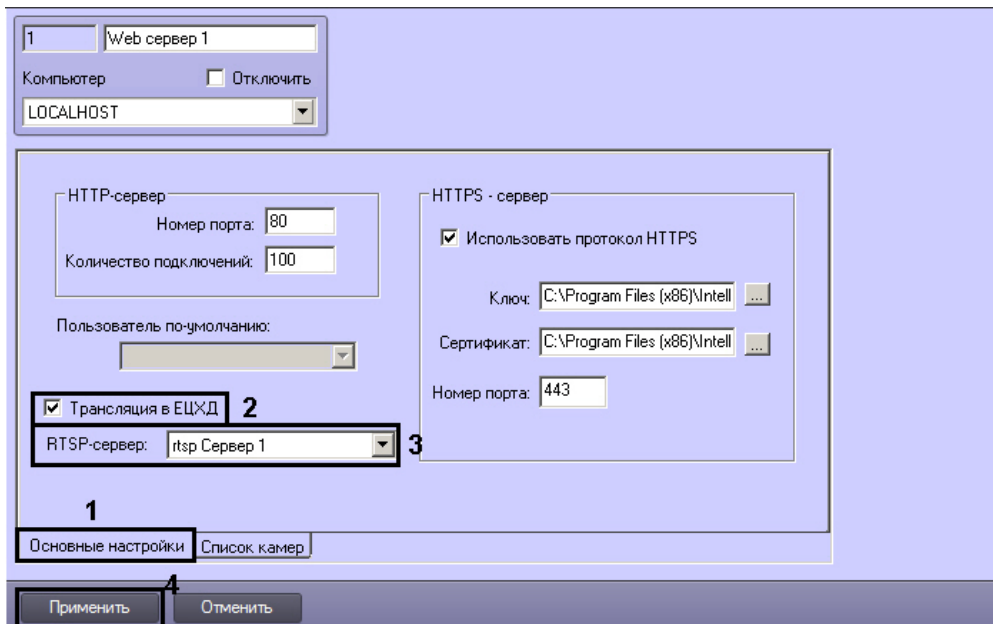 1 Web сервер 1
Компьютер Отключить
LOCALHOST
HTTP-сервер
Номер порта: 80
Количество подключений: 100
Пользователь по-умолчанию:
Трансляция в ЕЦХД 2
RTSP-сервер: rtsp Сервер 1 3
HTTPS - сервер
Использовать протокол HTTPS
Ключ: C:\Program Files (x86)\Intell ...
Сертификат: C:\Program Files (x86)\Intell ...
Номер порта: 443
1
Основные настройки Список камер
4
Применить Отменить